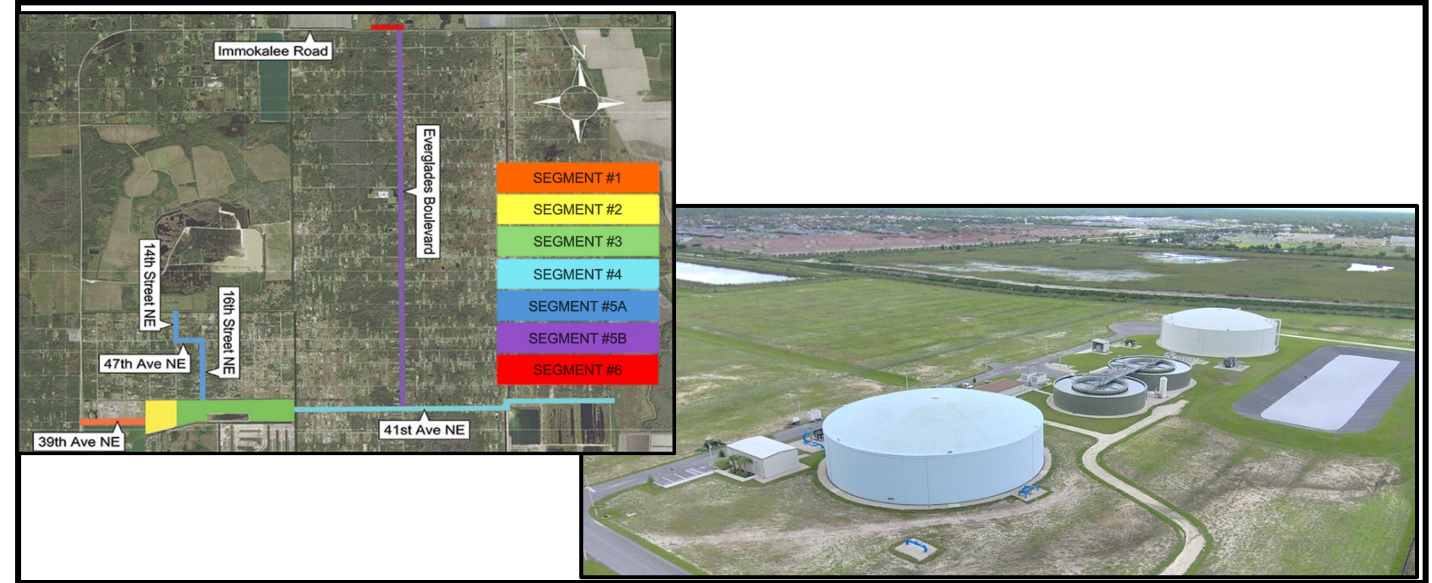 Immokalee Road
N
Everglades Boulevard
SEGMENT #1
SEGMENT #2
SEGMENT #3
SEGMENT #4
SEGMENT #5A
SEGMENT #5B
SEGMENT #6
14th Street NE
16th Street NE
47th Ave NE
39th Ave NE
41st Ave NE